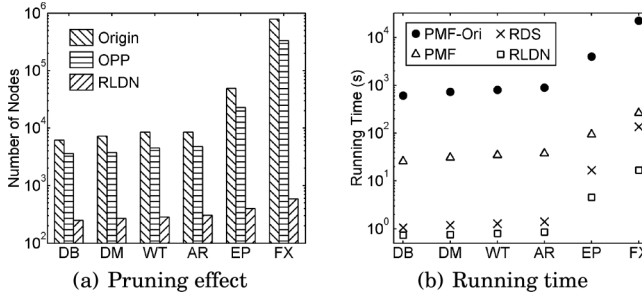 10^6
10^5
10^4
10^3
10^2
Number of Nodes
Origin
OPP
RLDN
DB DM WT AR EP FX
(a) Pruning effect
10^4
10^3
10^2
10^1
10^0
Running Time (s)
PMF-Ori RDS
PMF RLDN
DB DM WT AR EP FX
(b) Running time